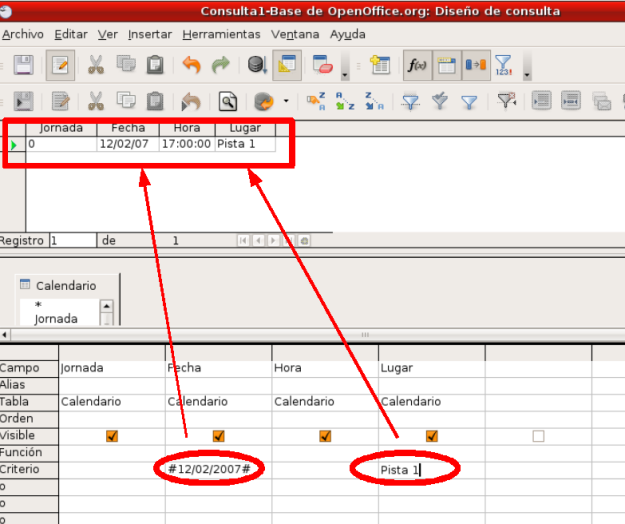 Consulta1-Base de OpenOffice.org: Diseño de consulta
Archivo Editar Ver Insertar Herramientas Ventana Ayuda
f(x) 123!
Z A A Z Z A
Jornada Fecha Hora Lugar
0 12/02/07 17:00:00 Pista 1
Registro 1 de 1
Calendario
*
Jornada
Campo Jornada Fecha Hora Lugar
Alias
Tabla Calendario Calendario Calendario Calendario
Orden
Visible
Función
Criterio #12/02/2007# Pista 1
o
o
o